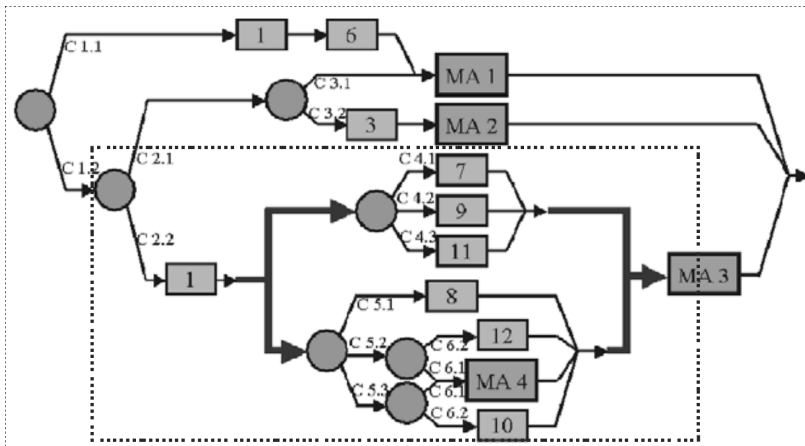 C 1.1
1
6
C 3.1
MA 1
C 3.2
3
MA 2
C 1.2
C 2.1
C 4.1
7
C 4.2
9
C 4.3
11
C 2.2
1
MA 3
C 5.1
8
C 5.2
C 6.2
12
C 6.1
MA 4
C 5.3
C 6.1
C 6.2
10